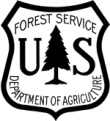 FOREST SERVICE
U S
DEPARTMENT OF AGRICULTURE